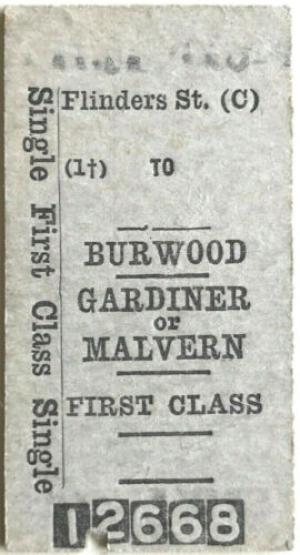 Flinders St. (C)
(1†) TO
BURWOOD
GARDINER
or
MALVERN
FIRST CLASS
12668
Single First Class Single